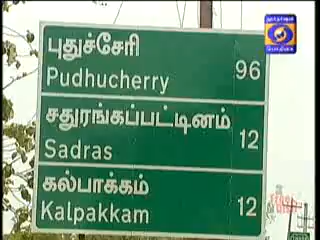 புதுச்சேரி
Pudhucherry 96
சதுரங்கப்பட்டினம்
Sadras 12
கல்பாக்கம்
Kalpakkam 12